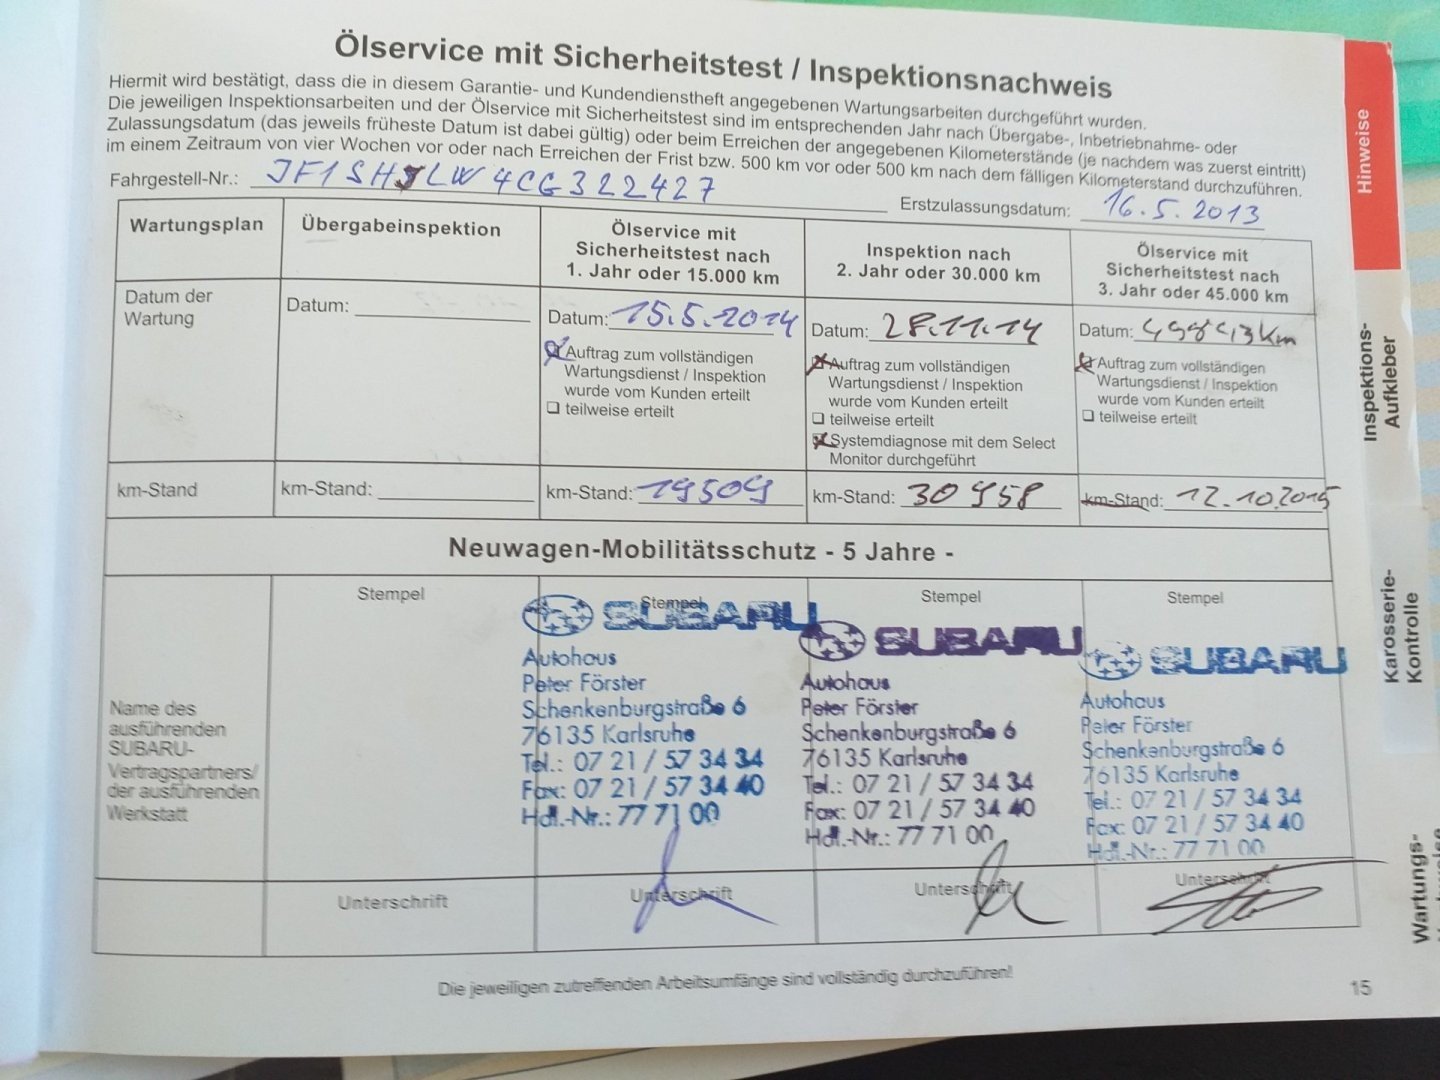 Ölservice mit Sicherheitstest / Inspektionsnachweis
Hiermit wird bestätigt, dass die in diesem Garantie- und Kundendienstheft angegebenen Wartungsarbeiten durchgeführt wurden.
Die jeweiligen Inspektionsarbeiten und der Ölservice mit Sicherheitstest sind im entsprechenden Jahr nach Übergabe-, Inbetriebnahme- oder
Zulassungsdatum (das jeweils früheste Datum ist dabei gültig) oder beim Erreichen der angegebenen Kilometerstände (je nachdem was zuerst eintritt)
im einem Zeitraum von vier Wochen vor oder nach Erreichen der Frist bzw. 500 km vor oder 500 km nach dem fälligen Kilometerstand durchzuführen.
Fahrgestell-Nr.: JF1SHJLW4CG322427
Erstzulassungsdatum: 16.5.2013
Wartungsplan
Übergabeinspektion
Ölservice mit
Sicherheitstest nach
1. Jahr oder 15.000 km
Inspektion nach
2. Jahr oder 30.000 km
Ölservice mit
Sicherheitstest nach
3. Jahr oder 45.000 km
Datum der
Wartung
Datum:
Datum: 15.5.2014
Auftrag zum vollständigen
Wartungsdienst / Inspektion
wurde vom Kunden erteilt
teilweise erteilt
Datum: 28.11.14
Auftrag zum vollständigen
Wartungsdienst / Inspektion
wurde vom Kunden erteilt
teilweise erteilt
Systemdiagnose mit dem Select
Monitor durchgeführt
Datum: km
Auftrag zum vollständigen
Wartungsdienst / Inspektion
wurde vom Kunden erteilt
teilweise erteilt
km-Stand
km-Stand:
km-Stand: 19509
km-Stand: 30958
km-Stand: 12.10.2015
Neuwagen-Mobilitätsschutz - 5 Jahre -
Name des
ausführenden
SUBARU-
Vertragspartners/
der ausführenden
Werkstatt
Stempel
Unterschrift
Stempel
SUBARU
Autohaus
Peter Förster
Schenkenburgstraße 6
76135 Karlsruhe
Tel.: 07 21 / 57 34 34
Fax: 07 21 / 57 34 40
Hdl.-Nr.: 77 71 00
Unterschrift
Stempel
SUBARU
Autohaus
Peter Förster
Schenkenburgstraße 6
76135 Karlsruhe
Tel.: 07 21 / 57 34 34
Fax: 07 21 / 57 34 40
Hdl.-Nr.: 77 71 00
Unterschrift
Stempel
SUBARU
Autohaus
Peter Förster
Schenkenburgstraße 6
76135 Karlsruhe
Tel.: 07 21 / 57 34 34
Fax: 07 21 / 57 34 40
Hdl.-Nr.: 77 71 00
Unterschrift
Die jeweiligen zutreffenden Arbeitsumfänge sind vollständig durchzuführen!
15
Hinweise
Inspektions-
Aufkleber
Karosserie-
Kontrolle
Wartungs-